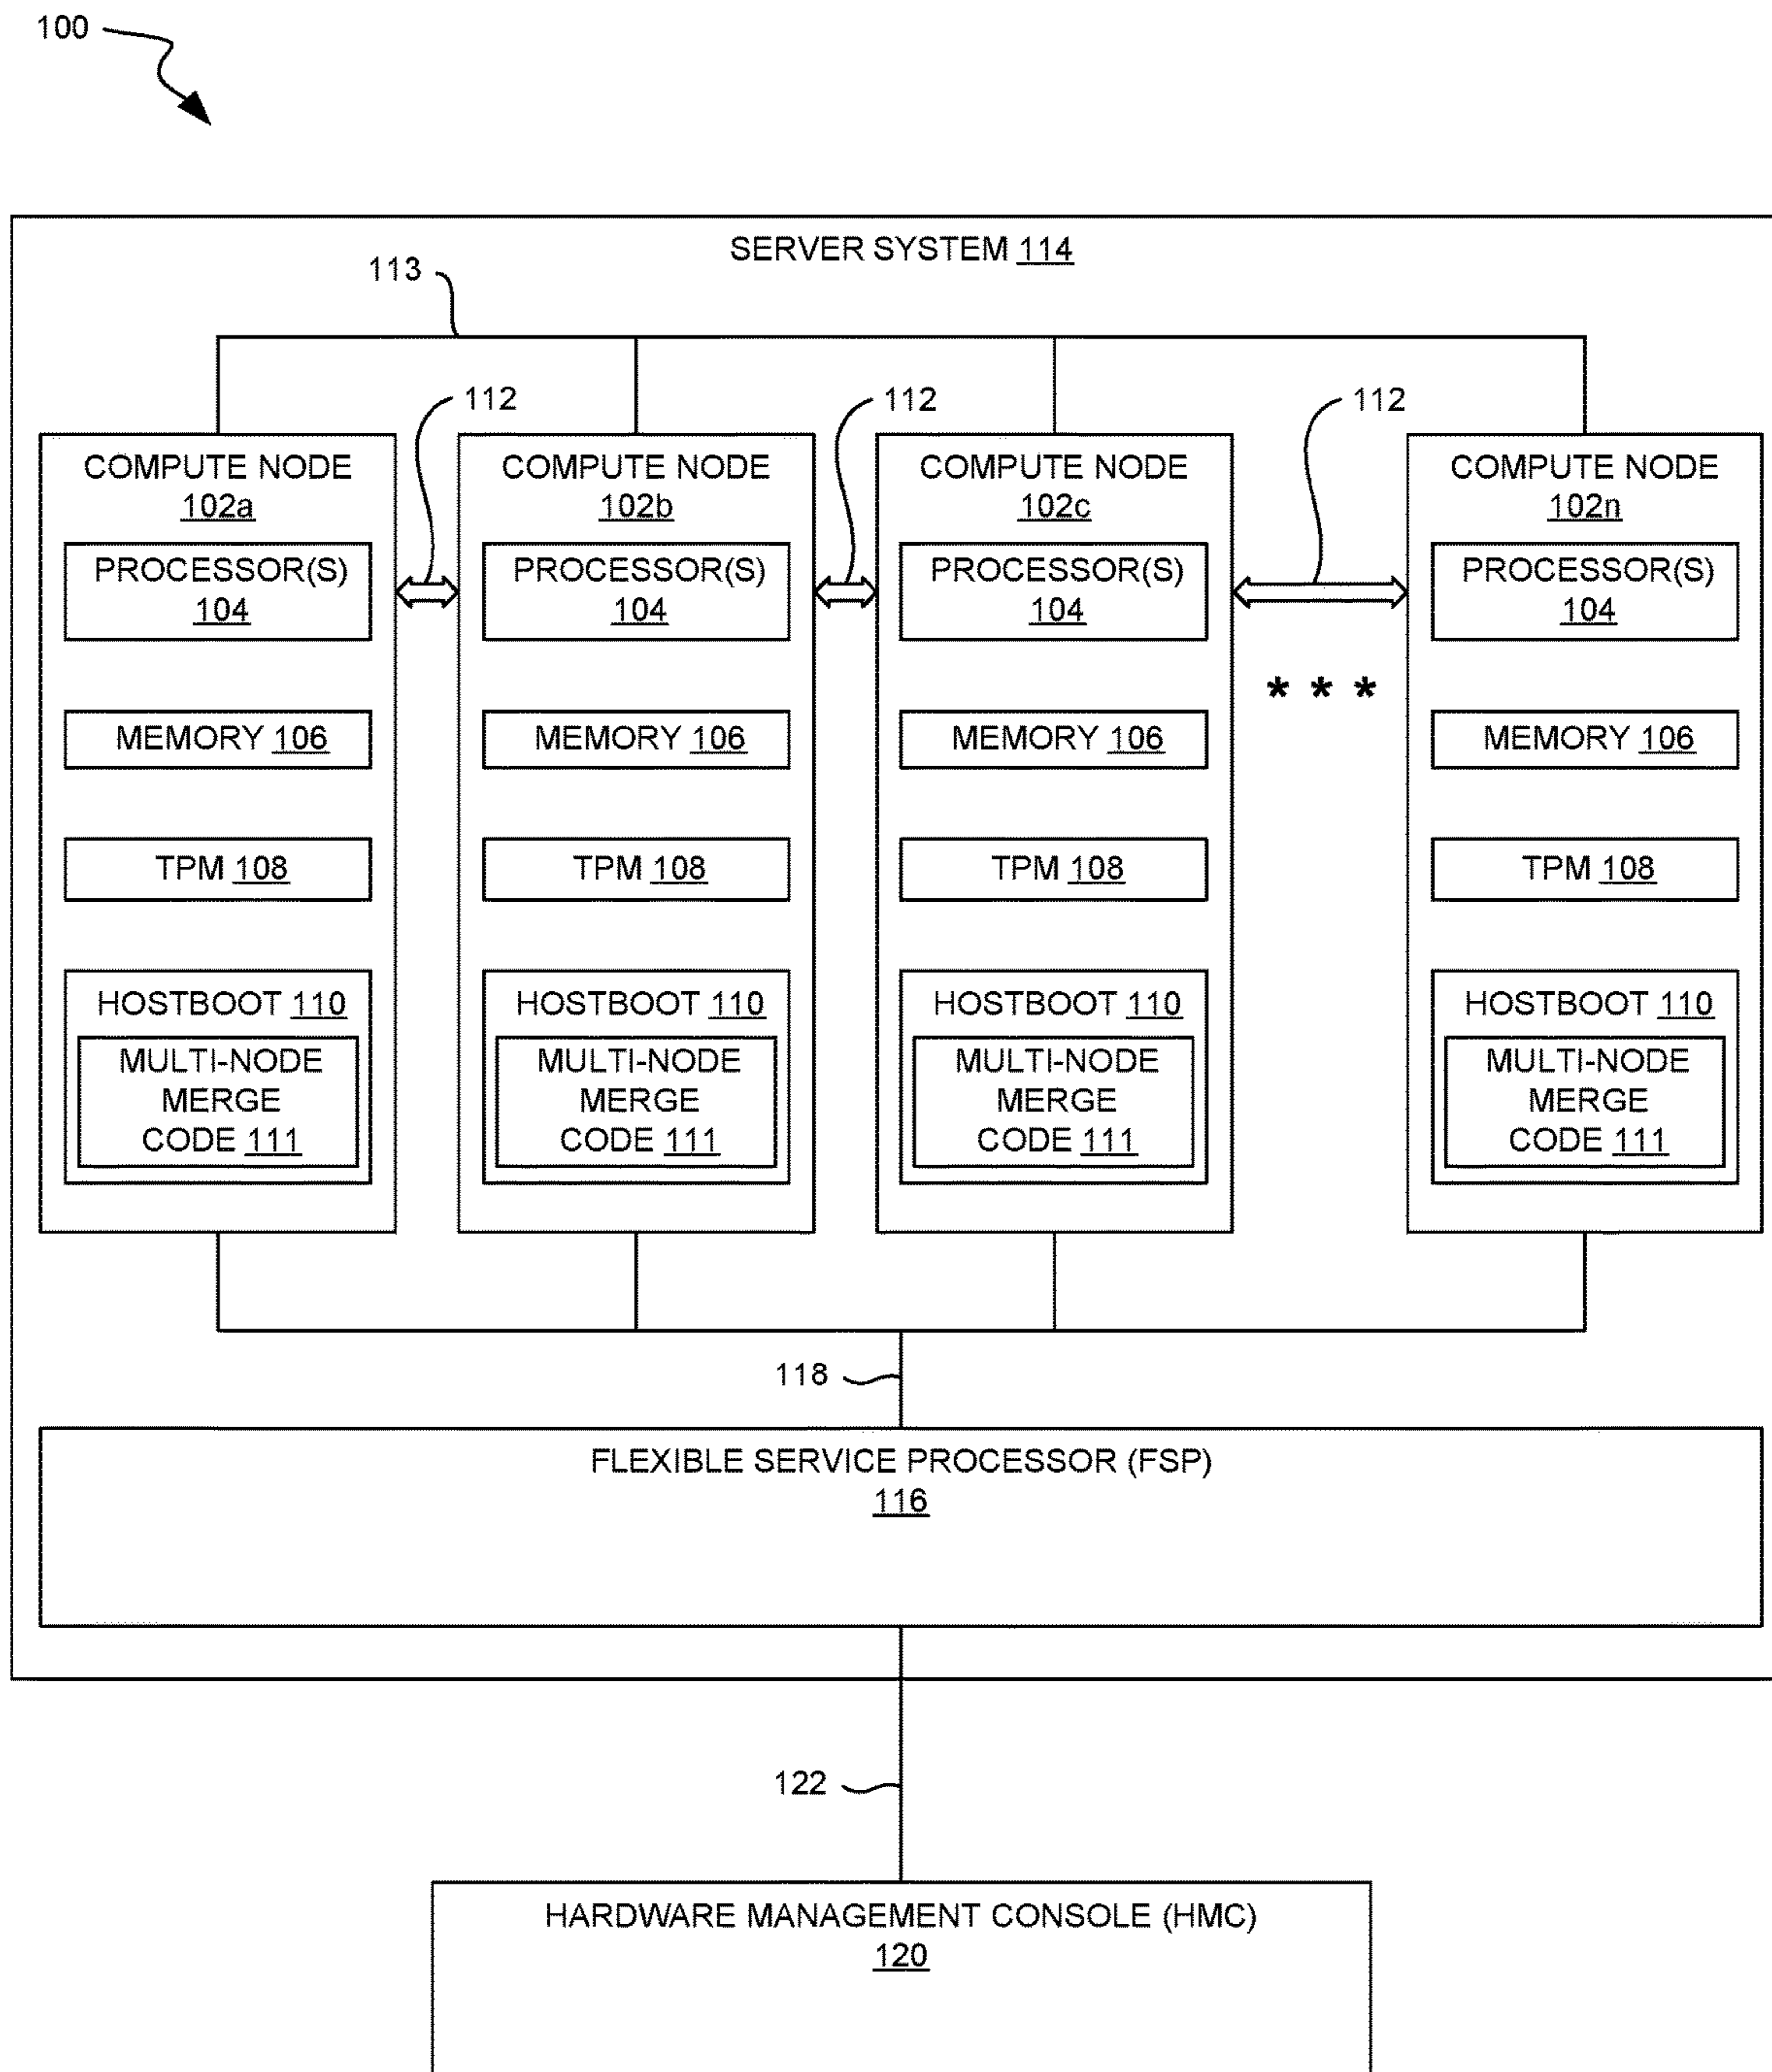 100
SERVER SYSTEM 114
113
112 112 112
COMPUTE NODE COMPUTE NODE COMPUTE NODE COMPUTE NODE
102a 102b 102c 102n
PROCESSOR(S) PROCESSOR(S) PROCESSOR(S) PROCESSOR(S)
104 104 104 104
* * *
MEMORY 106 MEMORY 106 MEMORY 106 MEMORY 106
TPM 108 TPM 108 TPM 108 TPM 108
HOSTBOOT 110 HOSTBOOT 110 HOSTBOOT 110 HOSTBOOT 110
MULTI-NODE MULTI-NODE MULTI-NODE MULTI-NODE
MERGE MERGE MERGE MERGE
CODE 111 CODE 111 CODE 111 CODE 111
118
FLEXIBLE SERVICE PROCESSOR (FSP)
116
122
HARDWARE MANAGEMENT CONSOLE (HMC)
120